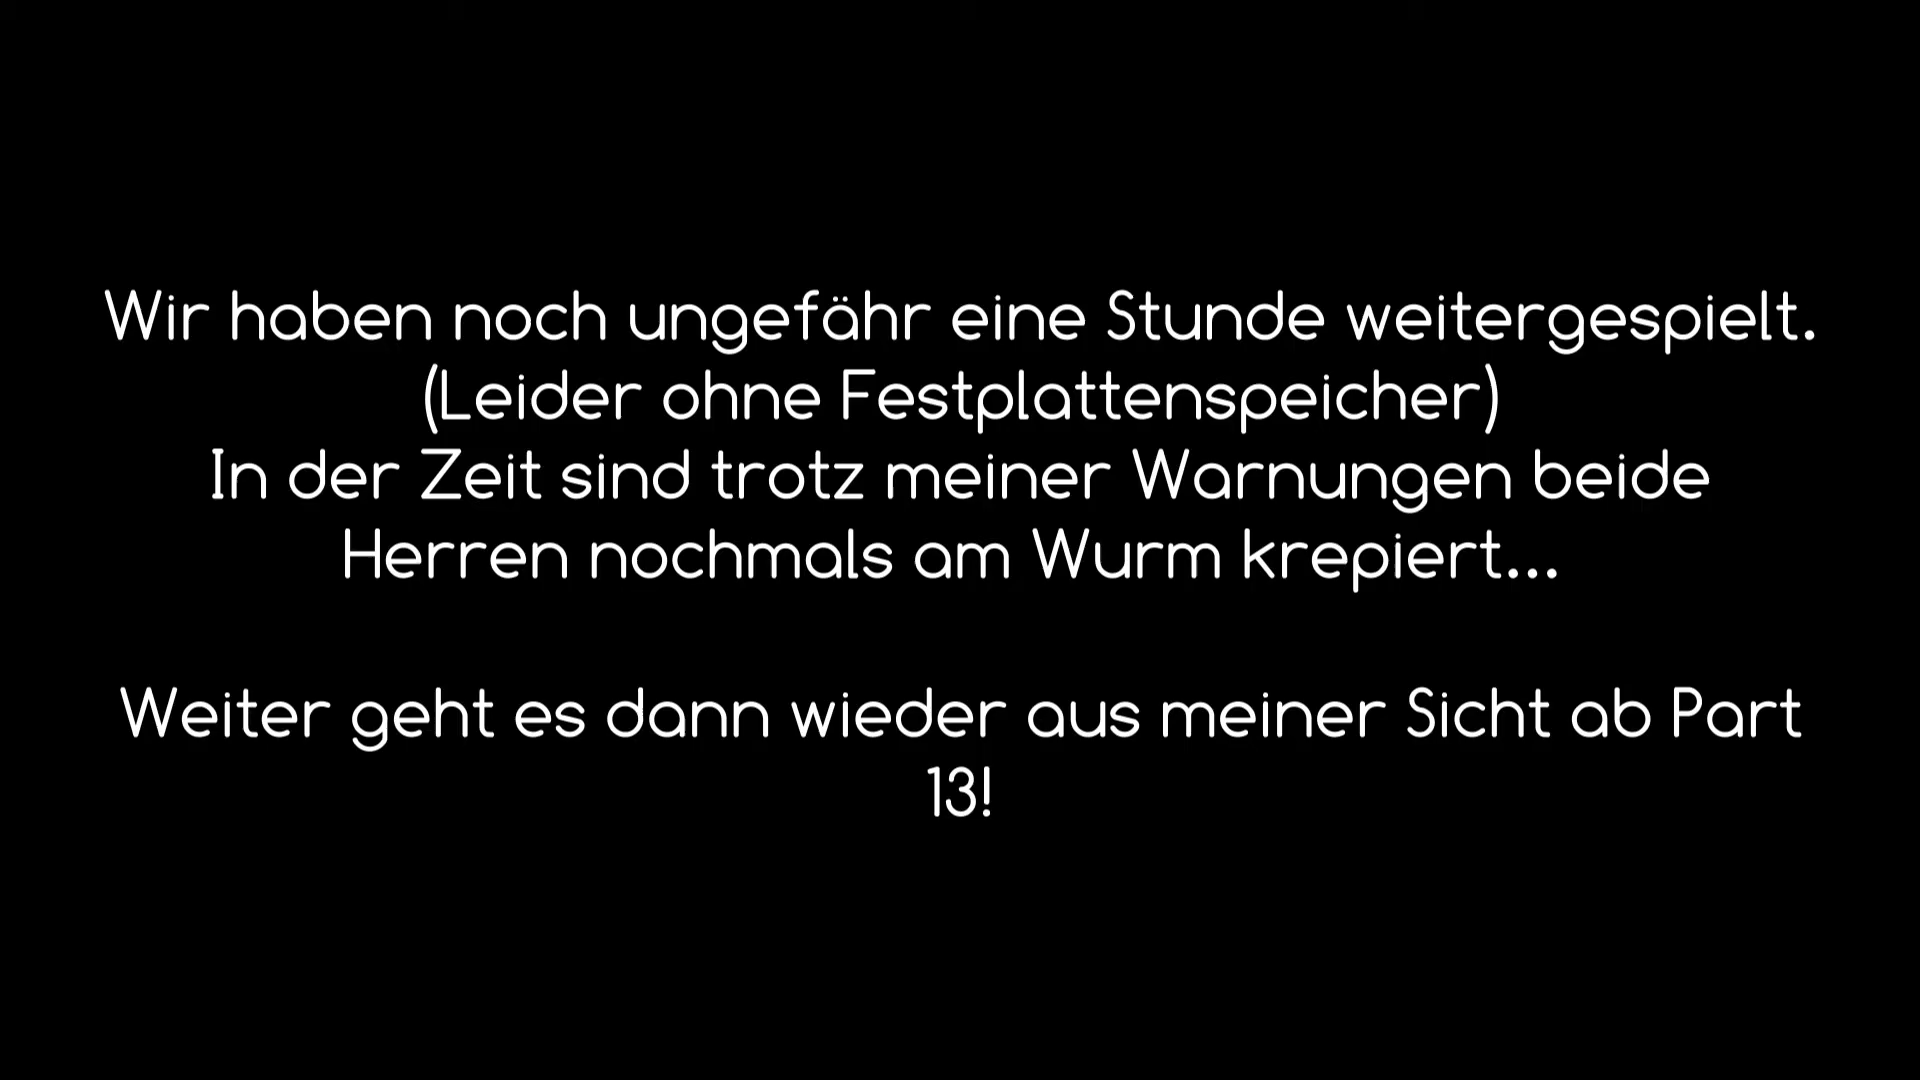 Wir haben noch ungefähr eine Stunde weitergespielt.
(Leider ohne Festplattenspeicher)
In der Zeit sind trotz meiner Warnungen beide
Herren nochmals am Wurm krepiert...
Weiter geht es dann wieder aus meiner Sicht ab Part
13!